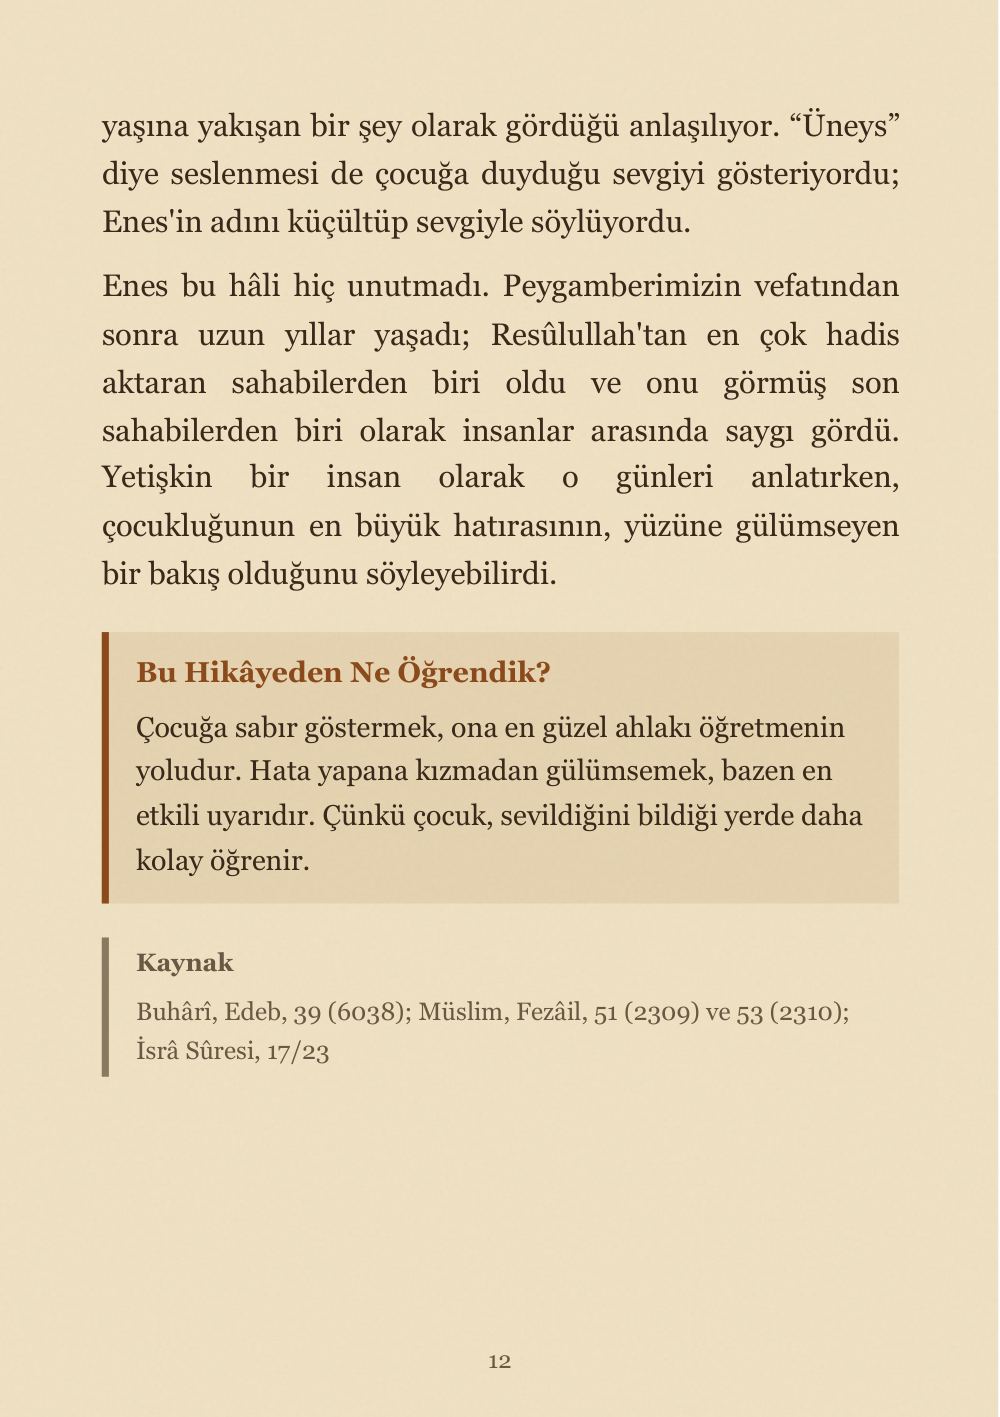 yaşına yakışan bir şey olarak gördüğü anlaşılıyor. “Üneys”
diye seslenmesi de çocuğa duyduğu sevgiyi gösteriyordu;
Enes'in adını küçültüp sevgiyle söylüyordu.
Enes bu hâli hiç unutmadı. Peygamberimizin vefatından
sonra uzun yıllar yaşadı; Resûlullah'tan en çok hadis
aktaran sahabilerden biri oldu ve onu görmüş son
sahabilerden biri olarak insanlar arasında saygı gördü.
Yetişkin bir insan olarak o günleri anlatırken,
çocukluğunun en büyük hatırasının, yüzüne gülümseyen
bir bakış olduğunu söyleyebilirdi.
Bu Hikâyeden Ne Öğrendik?
Çocuğa sabır göstermek, ona en güzel ahlakı öğretmenin
yoludur. Hata yapana kızmadan gülümsemek, bazen en
etkili uyarıdır. Çünkü çocuk, sevildiğini bildiği yerde daha
kolay öğrenir.
Kaynak
Buhârî, Edeb, 39 (6038); Müslim, Fezâil, 51 (2309) ve 53 (2310);
İsrâ Sûresi, 17/23
12